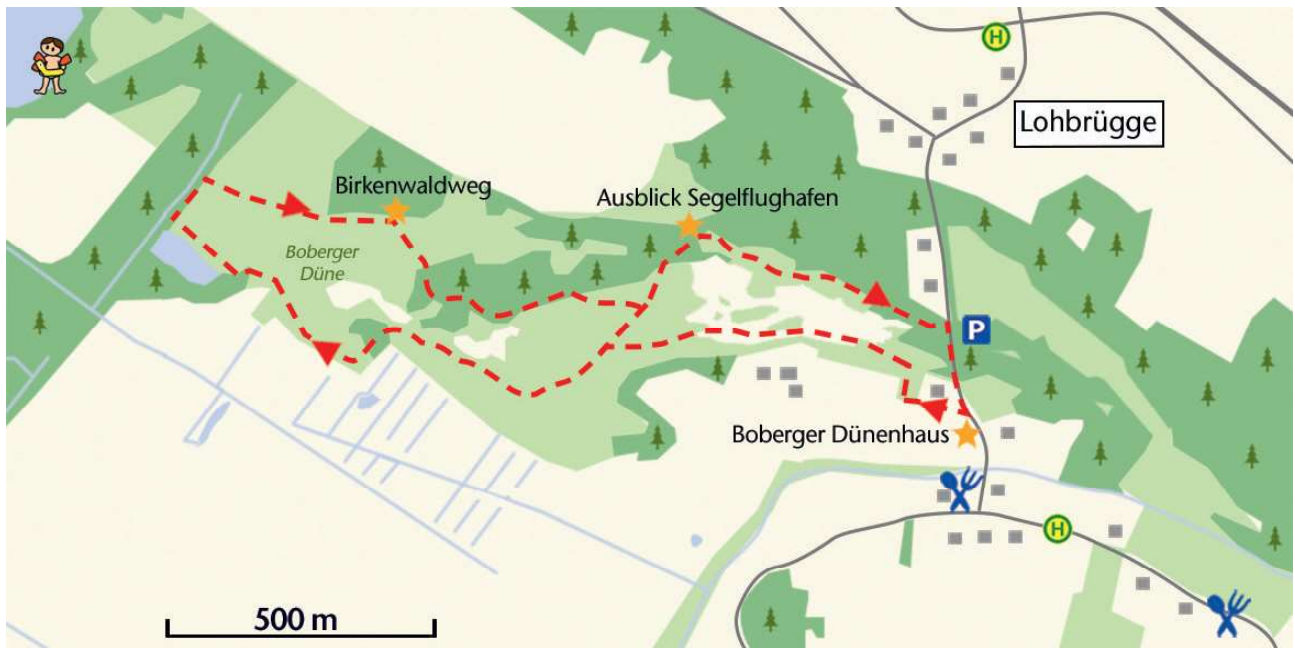 H
Lohbrügge
Birkenwaldweg
Ausblick Segelflughafen
Boberger
Düne
P
Boberger Dünenhaus
H
500 m